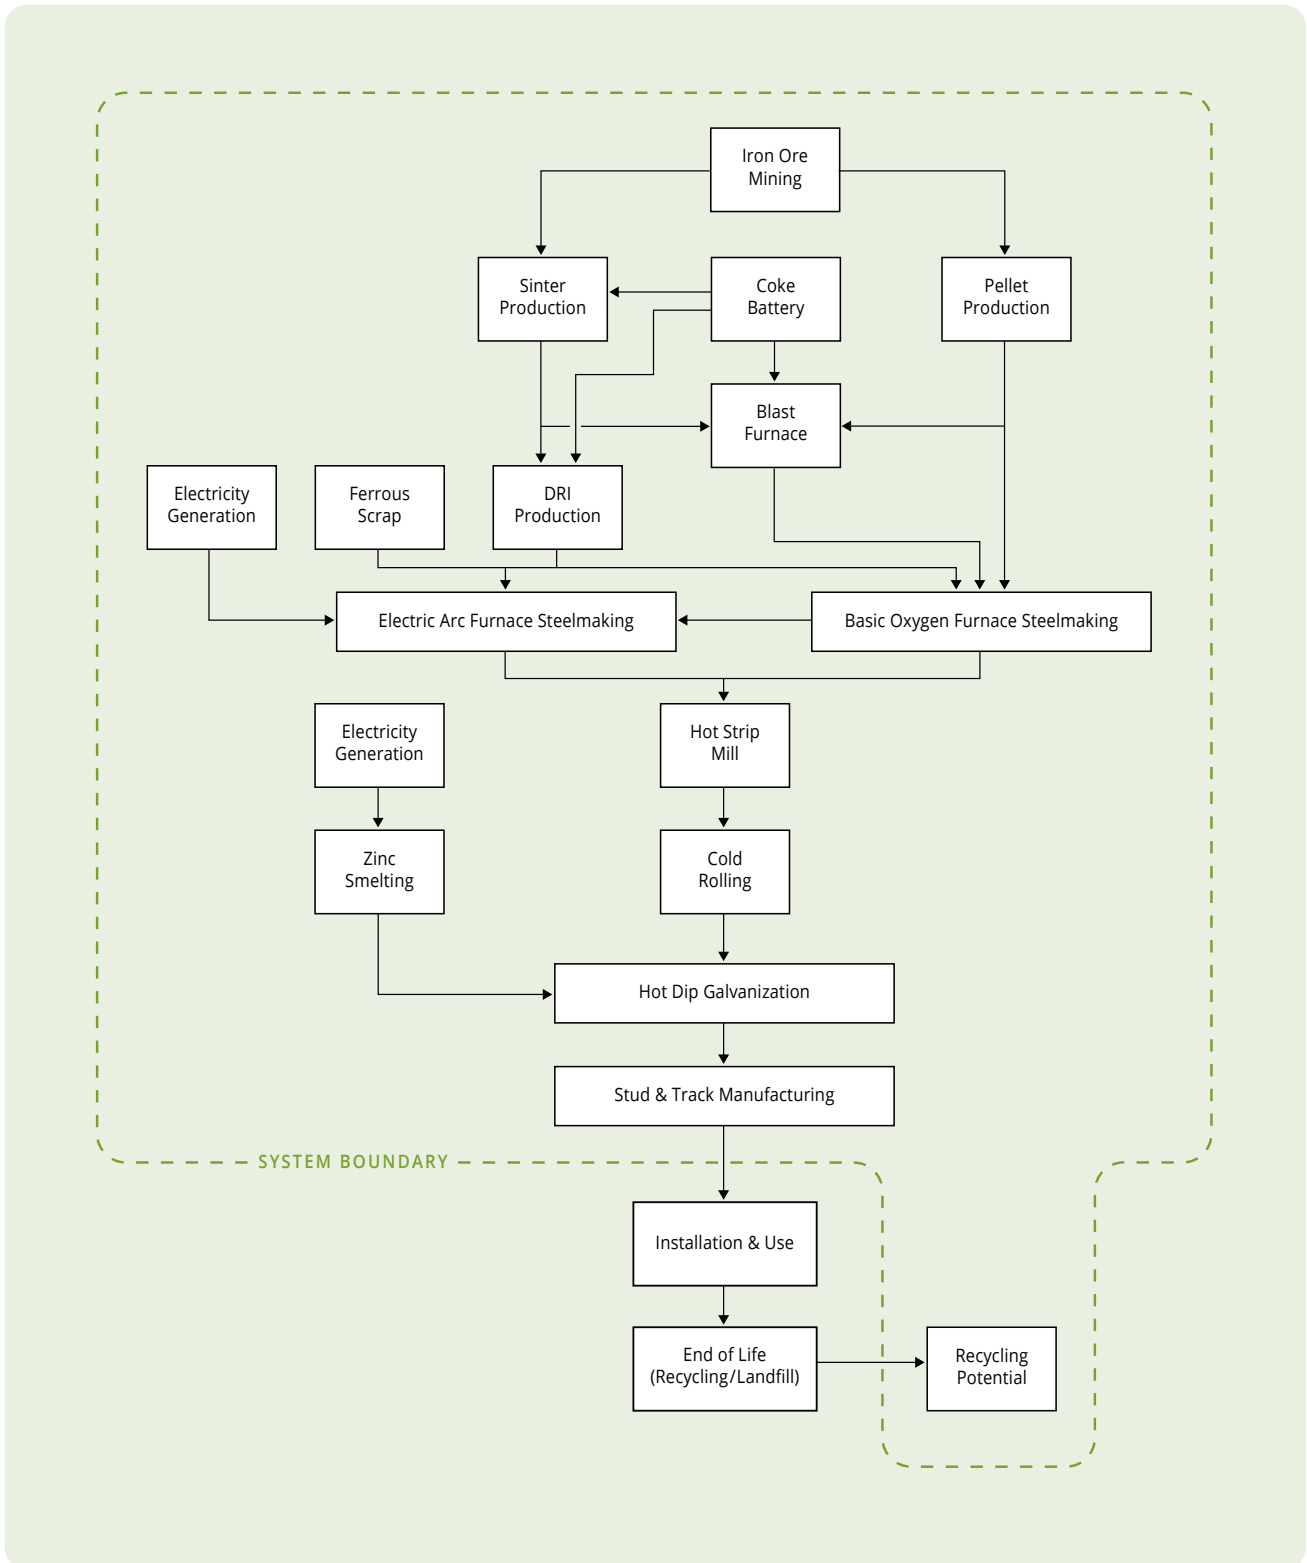 Iron Ore
Mining
Sinter
Production
Coke
Battery
Pellet
Production
Blast
Furnace
Electricity
Generation
Ferrous
Scrap
DRI
Production
Electric Arc Furnace Steelmaking
Basic Oxygen Furnace Steelmaking
Electricity
Generation
Hot Strip
Mill
Zinc
Smelting
Cold
Rolling
Hot Dip Galvanization
Stud & Track Manufacturing
SYSTEM BOUNDARY
Installation & Use
End of Life
(Recycling/Landfill)
Recycling
Potential